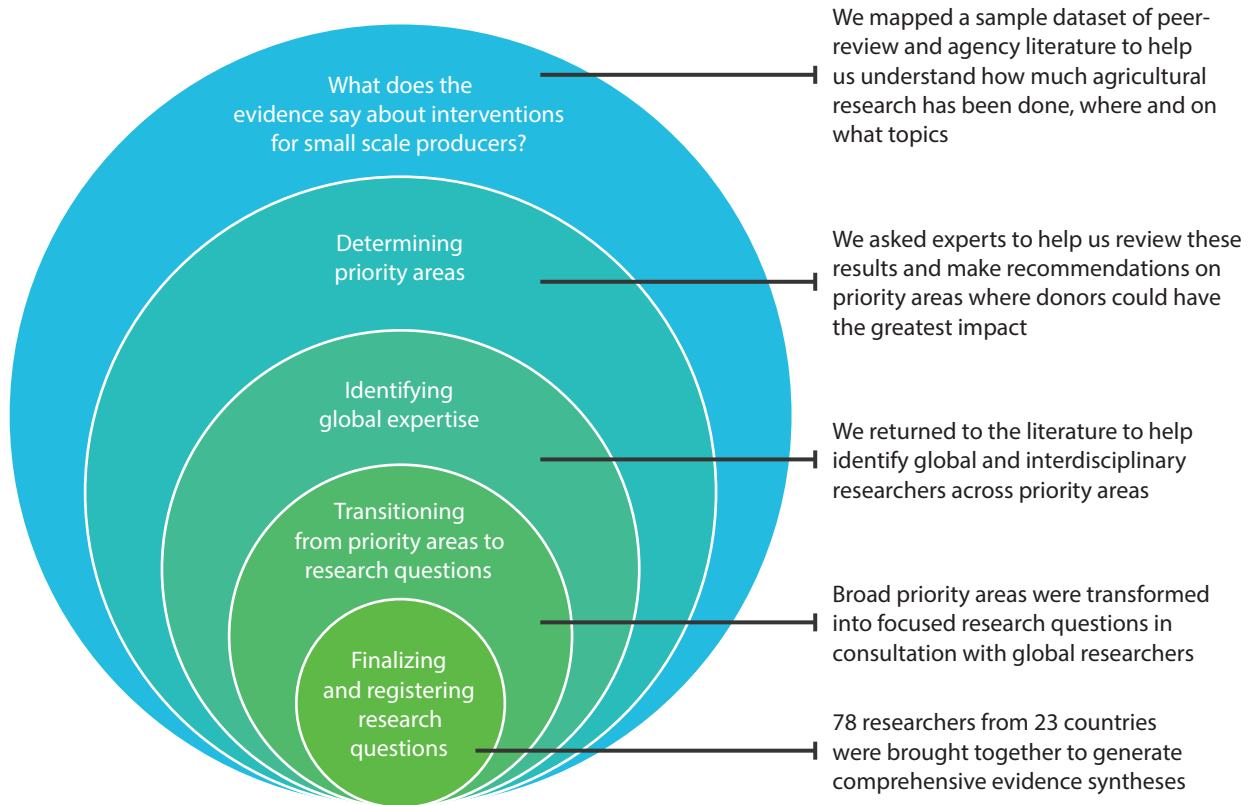 What does the
evidence say about interventions
for small scale producers?
We mapped a sample dataset of peer-
review and agency literature to help
us understand how much agricultural
research has been done, where and on
what topics
Determining
priority areas
We asked experts to help us review these
results and make recommendations on
priority areas where donors could have
the greatest impact
Identifying
global expertise
We returned to the literature to help
identify global and interdisciplinary
researchers across priority areas
Transitioning
from priority areas to
research questions
Broad priority areas were transformed
into focused research questions in
consultation with global researchers
Finalizing
and registering
research
questions
78 researchers from 23 countries
were brought together to generate
comprehensive evidence syntheses